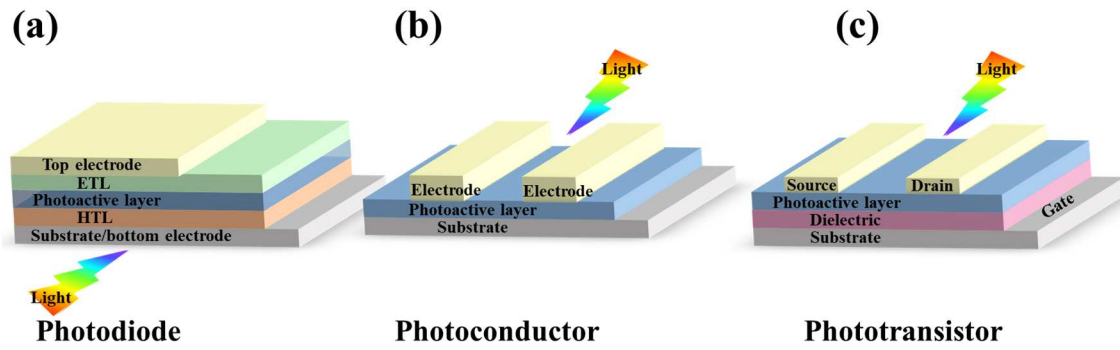 (a)
Top electrode
ETL
Photoactive layer
HTL
Substrate/bottom electrode
Light
Photodiode
(b)
Light
Electrode
Electrode
Photoactive layer
Substrate
Photoconductor
(c)
Light
Source
Drain
Photoactive layer
Dielectric
Substrate
Gate
Phototransistor